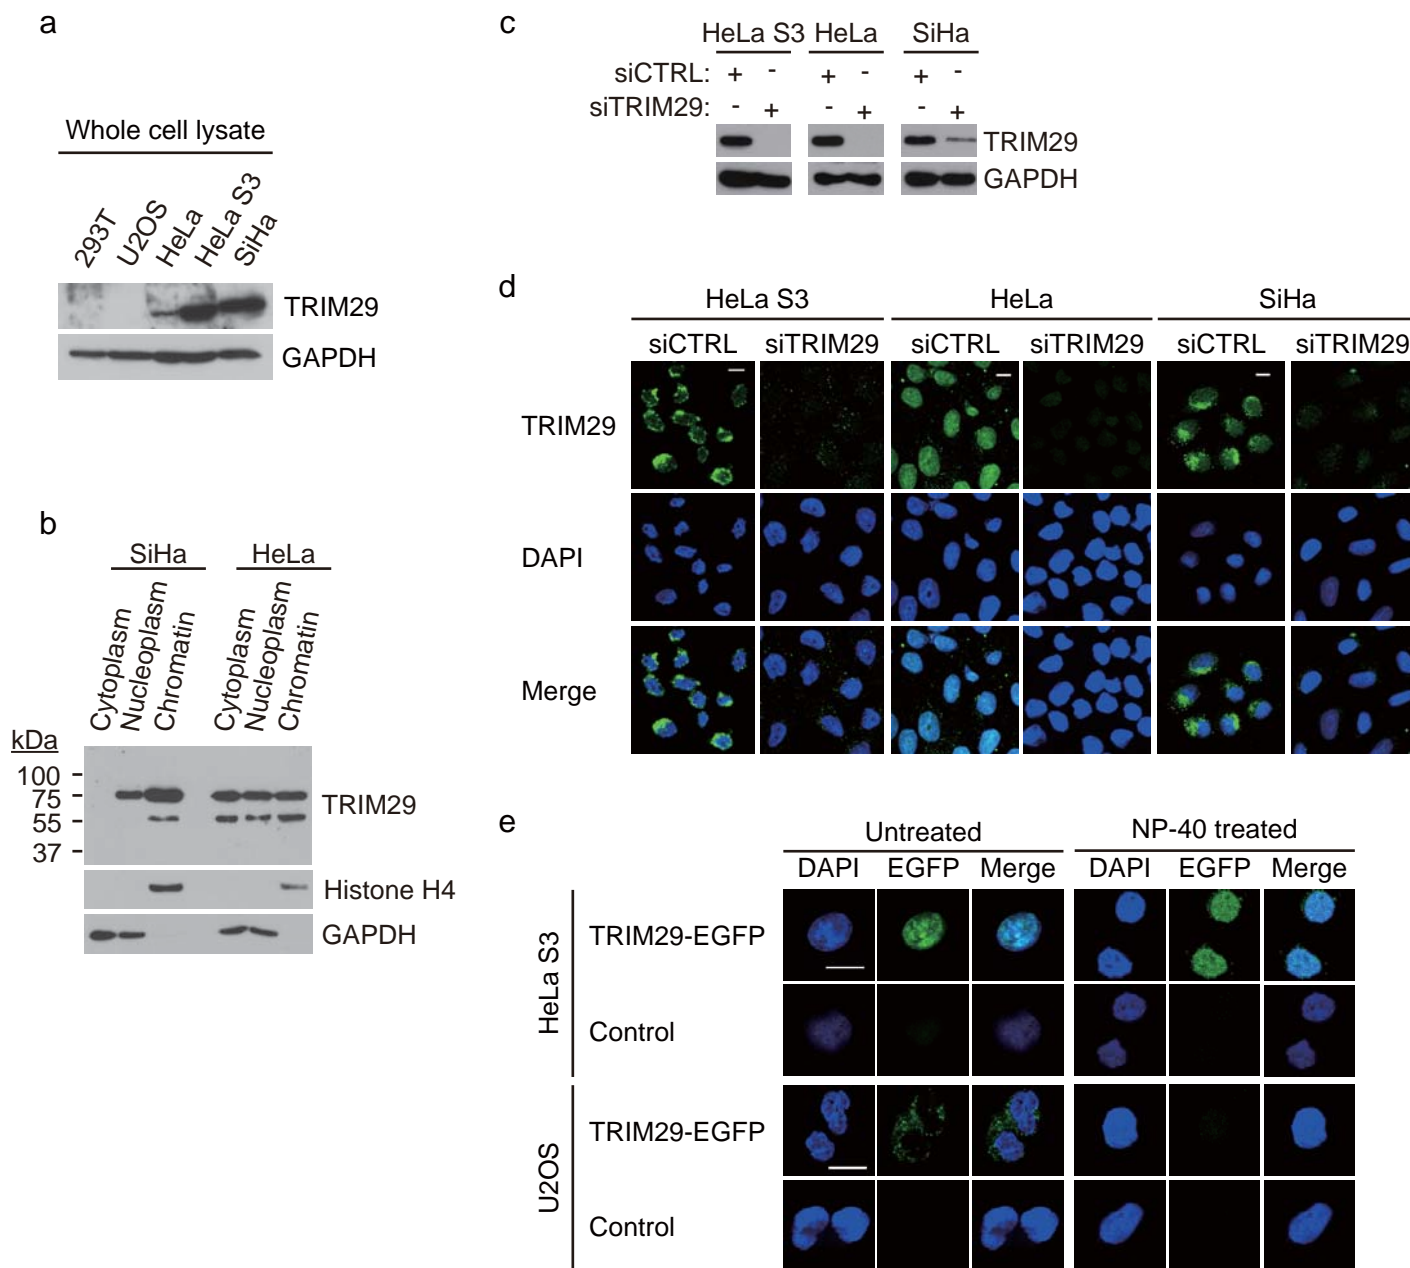 a
Whole cell lysate
293T
U2OS
HeLa
HeLa S3
SiHa
TRIM29
GAPDH
b
SiHa HeLa
Cytoplasm
Nucleoplasm
Chromatin
Cytoplasm
Nucleoplasm
Chromatin
kDa
100
75
55
37
TRIM29
Histone H4
GAPDH
c
HeLa S3 HeLa SiHa
siCTRL: + - + - + -
siTRIM29: - + - + - +
TRIM29
GAPDH
d
HeLa S3 HeLa SiHa
siCTRL siTRIM29 siCTRL siTRIM29 siCTRL siTRIM29
TRIM29
DAPI
Merge
e
Untreated NP-40 treated
DAPI EGFP Merge DAPI EGFP Merge
HeLa S3
TRIM29-EGFP
Control
U2OS
TRIM29-EGFP
Control